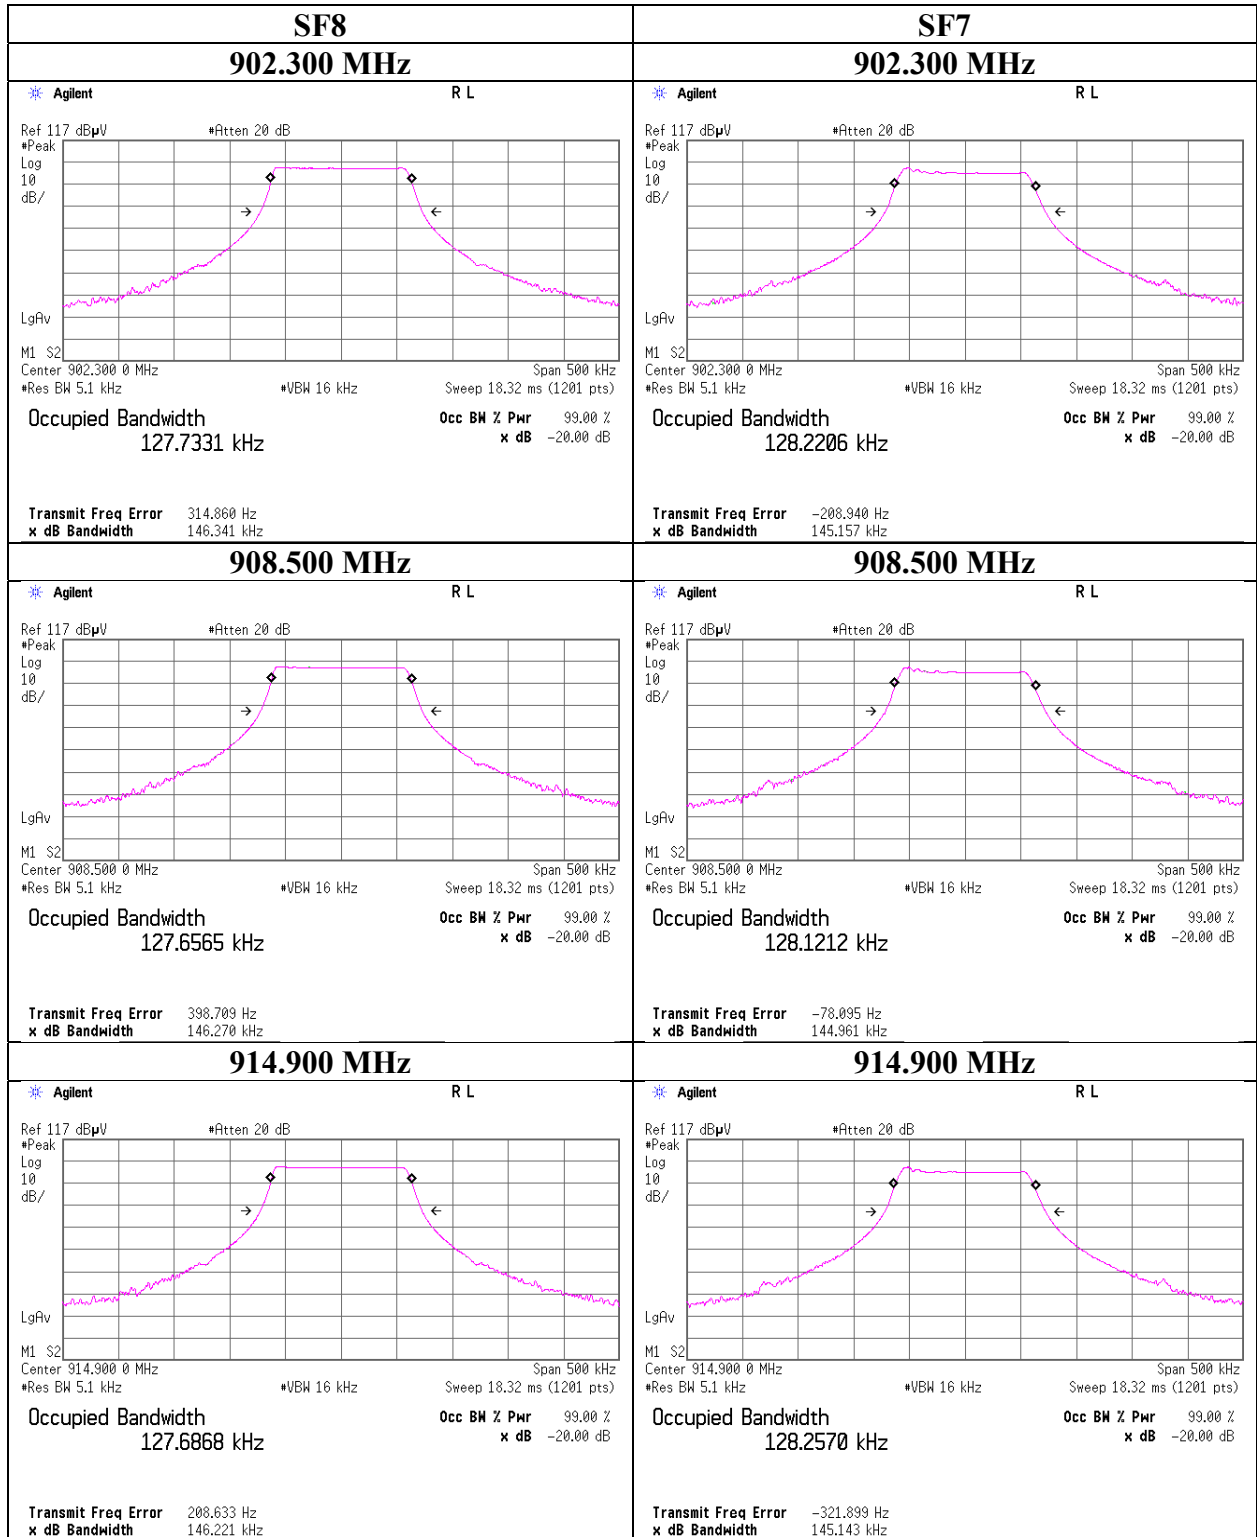 SF8
SF7
902.300 MHz
902.300 MHz
Agilent R L
Ref 117 dBµV #Atten 20 dB
#Peak
Log
10
dB/
LgAv
M1 S2
Center 902.300 0 MHz Span 500 kHz
#Res BW 5.1 kHz #VBW 16 kHz Sweep 18.32 ms (1201 pts)
Occupied Bandwidth Occ BW % Pwr 99.00 %
127.7331 kHz x dB -20.00 dB
Transmit Freq Error 314.860 Hz
x dB Bandwidth 146.341 kHz
Agilent R L
Ref 117 dBµV #Atten 20 dB
#Peak
Log
10
dB/
LgAv
M1 S2
Center 902.300 0 MHz Span 500 kHz
#Res BW 5.1 kHz #VBW 16 kHz Sweep 18.32 ms (1201 pts)
Occupied Bandwidth Occ BW % Pwr 99.00 %
128.2206 kHz x dB -20.00 dB
Transmit Freq Error -208.940 Hz
x dB Bandwidth 145.157 kHz
908.500 MHz
908.500 MHz
Agilent R L
Ref 117 dBµV #Atten 20 dB
#Peak
Log
10
dB/
LgAv
M1 S2
Center 908.500 0 MHz Span 500 kHz
#Res BW 5.1 kHz #VBW 16 kHz Sweep 18.32 ms (1201 pts)
Occupied Bandwidth Occ BW % Pwr 99.00 %
127.6565 kHz x dB -20.00 dB
Transmit Freq Error 398.709 Hz
x dB Bandwidth 146.270 kHz
Agilent R L
Ref 117 dBµV #Atten 20 dB
#Peak
Log
10
dB/
LgAv
M1 S2
Center 908.500 0 MHz Span 500 kHz
#Res BW 5.1 kHz #VBW 16 kHz Sweep 18.32 ms (1201 pts)
Occupied Bandwidth Occ BW % Pwr 99.00 %
128.1212 kHz x dB -20.00 dB
Transmit Freq Error -78.095 Hz
x dB Bandwidth 144.961 kHz
914.900 MHz
914.900 MHz
Agilent R L
Ref 117 dBµV #Atten 20 dB
#Peak
Log
10
dB/
LgAv
M1 S2
Center 914.900 0 MHz Span 500 kHz
#Res BW 5.1 kHz #VBW 16 kHz Sweep 18.32 ms (1201 pts)
Occupied Bandwidth Occ BW % Pwr 99.00 %
127.6868 kHz x dB -20.00 dB
Transmit Freq Error 208.633 Hz
x dB Bandwidth 146.221 kHz
Agilent R L
Ref 117 dBµV #Atten 20 dB
#Peak
Log
10
dB/
LgAv
M1 S2
Center 914.900 0 MHz Span 500 kHz
#Res BW 5.1 kHz #VBW 16 kHz Sweep 18.32 ms (1201 pts)
Occupied Bandwidth Occ BW % Pwr 99.00 %
128.2570 kHz x dB -20.00 dB
Transmit Freq Error -321.899 Hz
x dB Bandwidth 145.143 kHz